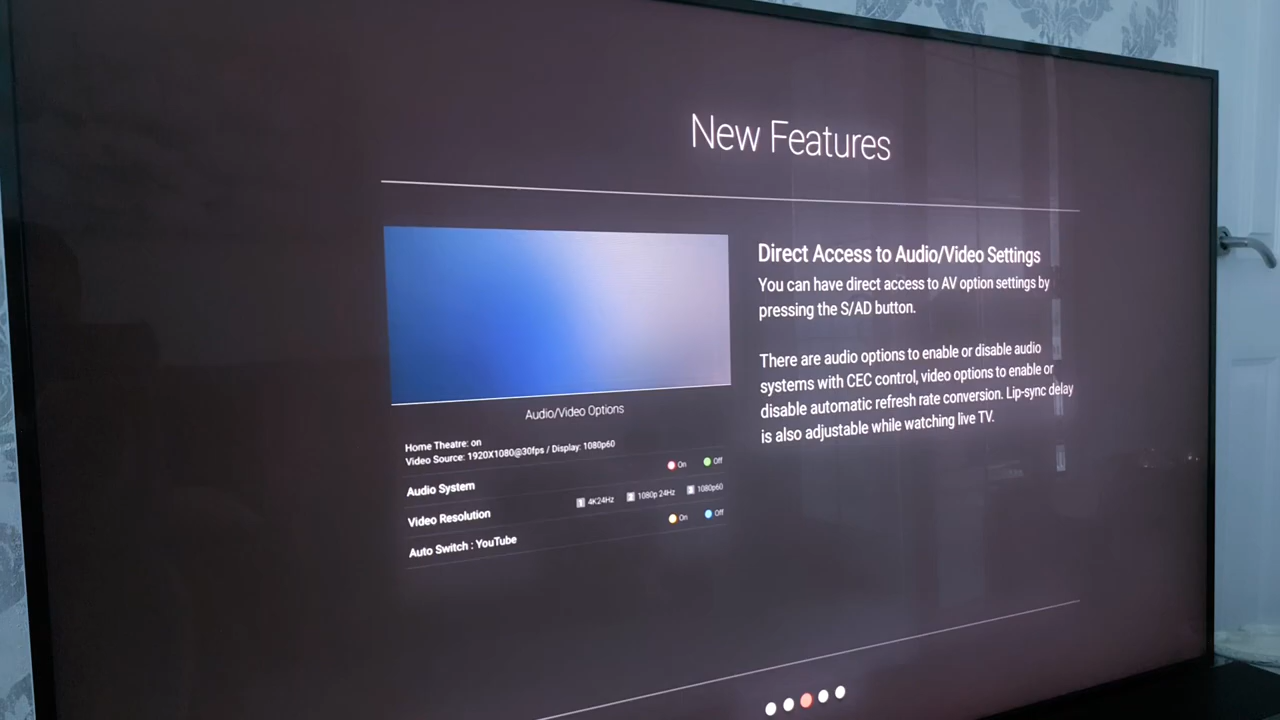 New Features
Direct Access to Audio/Video Settings
You can have direct access to AV option settings by
pressing the S/AD button.
There are audio options to enable or disable audio
systems with CEC control, video options to enable or
disable automatic refresh rate conversion. Lip-sync delay
is also adjustable while watching live TV.
Audio/Video Options
Home Theatre: on
Video Source: 1920X1080@30fps / Display: 1080p60
Audio System On Off
Video Resolution 1 4K24Hz 2 1080p 24Hz 3 1080p60
Auto Switch : YouTube On Off